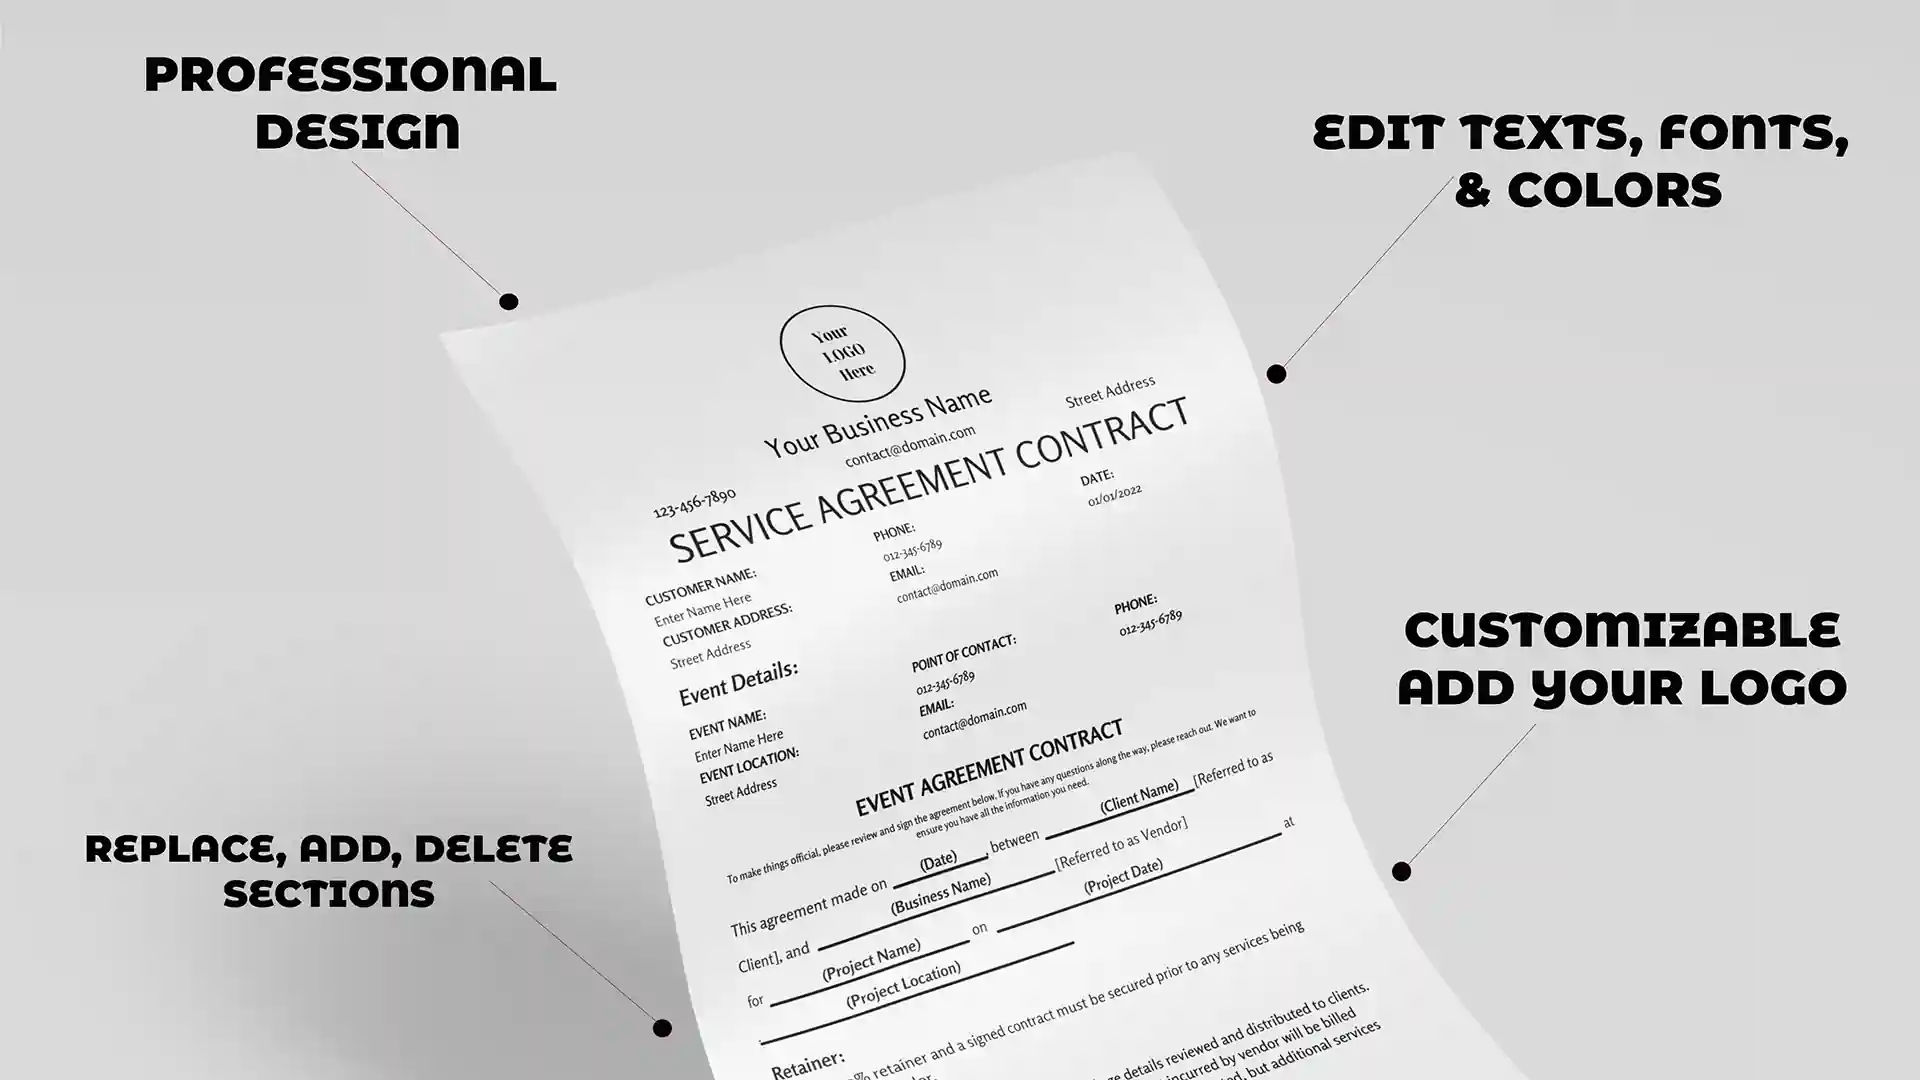 PROFESSIONAL
DESIGN
EDIT TEXTS, FONTS,
& COLORS
CUSTOMIZABLE
ADD YOUR LOGO
REPLACE, ADD, DELETE
SECTIONS
Your
LOGO
Here
Your Business Name
123-456-7890
contact@domain.com
Street Address
SERVICE AGREEMENT CONTRACT
CUSTOMER NAME:
Enter Name Here
CUSTOMER ADDRESS:
Street Address
PHONE:
012-345-6789
EMAIL:
contact@domain.com
DATE:
01/01/2022
Event Details:
EVENT NAME:
Enter Name Here
EVENT LOCATION:
Street Address
POINT OF CONTACT:
012-345-6789
EMAIL:
contact@domain.com
PHONE:
012-345-6789
EVENT AGREEMENT CONTRACT
To make things official, please review and sign the agreement below. If you have any questions along the way, please reach out. We want to
ensure you have all the information you need.
This agreement made on (Date), between (Client Name) [Referred to as
Client], and (Business Name) [Referred to as Vendor]
for (Project Name) on (Project Date) at
(Project Location)
Retainer:
% retainer and a signed contract must be secured prior to any services being
details reviewed and distributed to clients.
incurred by vendor will be billed
but additional services